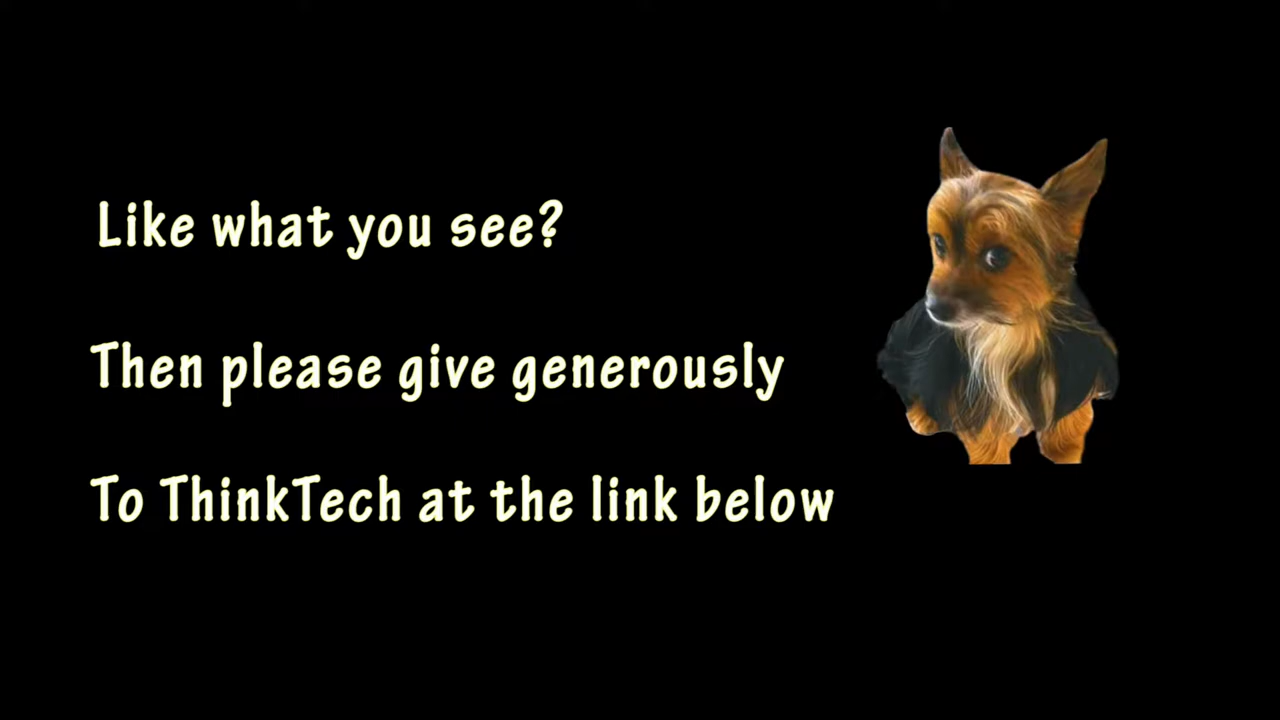 Like what you see?
Then please give generously
To ThinkTech at the link below